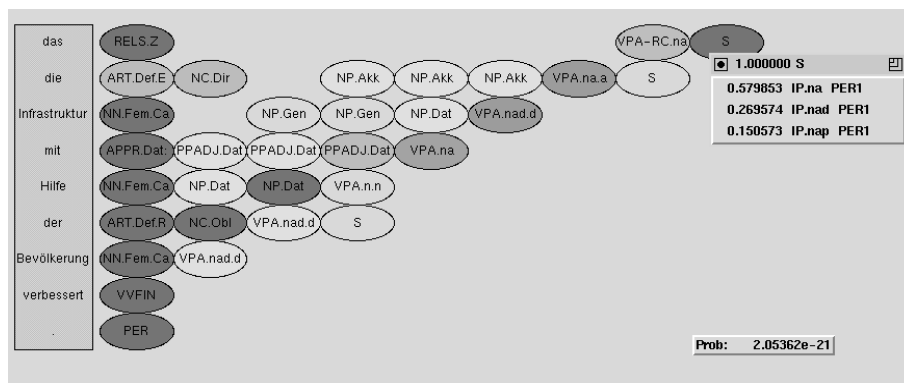 das RELS.Z VPA-RC.na S
1.000000 S
die ART.Def.E NC.Dir NP.Akk NP.Akk NP.Akk VPA.na.a S
0.579853 IP.na PER1
0.269574 IP.nad PER1
0.150573 IP.nap PER1
Infrastruktur NN.Fem.Ca NP.Gen NP.Gen NP.Dat VPA.nad.d
mit APPR.Dat: PPADJ.Dat PPADJ.Dat PPADJ.Dat VPA.na
Hilfe NN.Fem.Ca NP.Dat NP.Dat VPA.n.n
der ART.Def.R NC.Obl VPA.nad.d S
Bevölkerung NN.Fem.Ca VPA.nad.d
verbessert VVFIN
. PER
Prob: 2.05362e-21